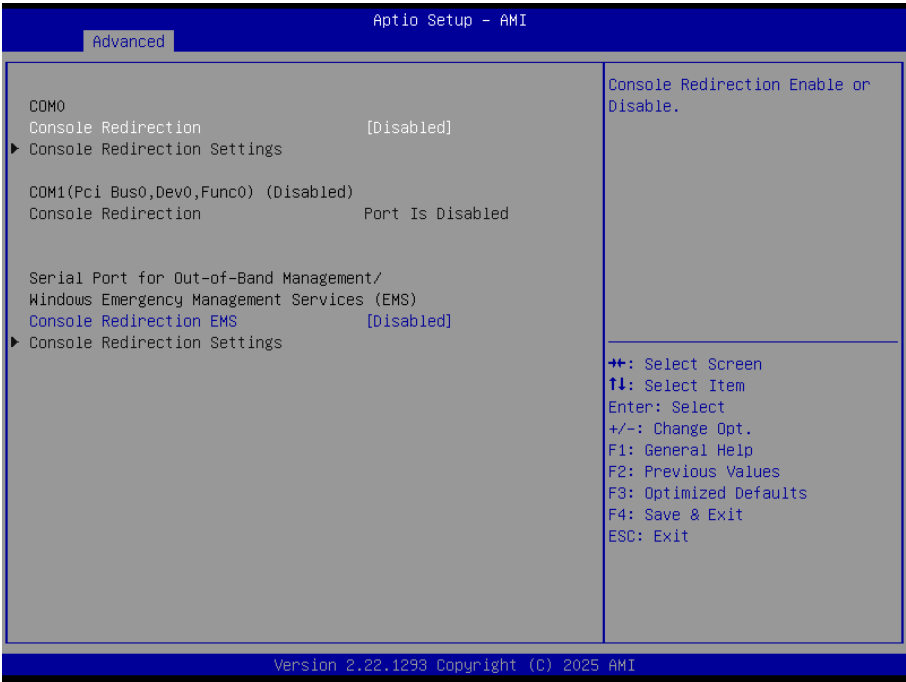 Aptio Setup – AMI
Advanced
COM0
Console Redirection [Disabled]
Console Redirection Settings
COM1(Pci Bus0,Dev0,Func0) (Disabled)
Console Redirection Port Is Disabled
Serial Port for Out-of-Band Management/
Windows Emergency Management Services (EMS)
Console Redirection EMS [Disabled]
Console Redirection Settings
Console Redirection Enable or
Disable.
→←: Select Screen
↑↓: Select Item
Enter: Select
+/-: Change Opt.
F1: General Help
F2: Previous Values
F3: Optimized Defaults
F4: Save & Exit
ESC: Exit
Version 2.22.1293 Copyright (C) 2025 AMI